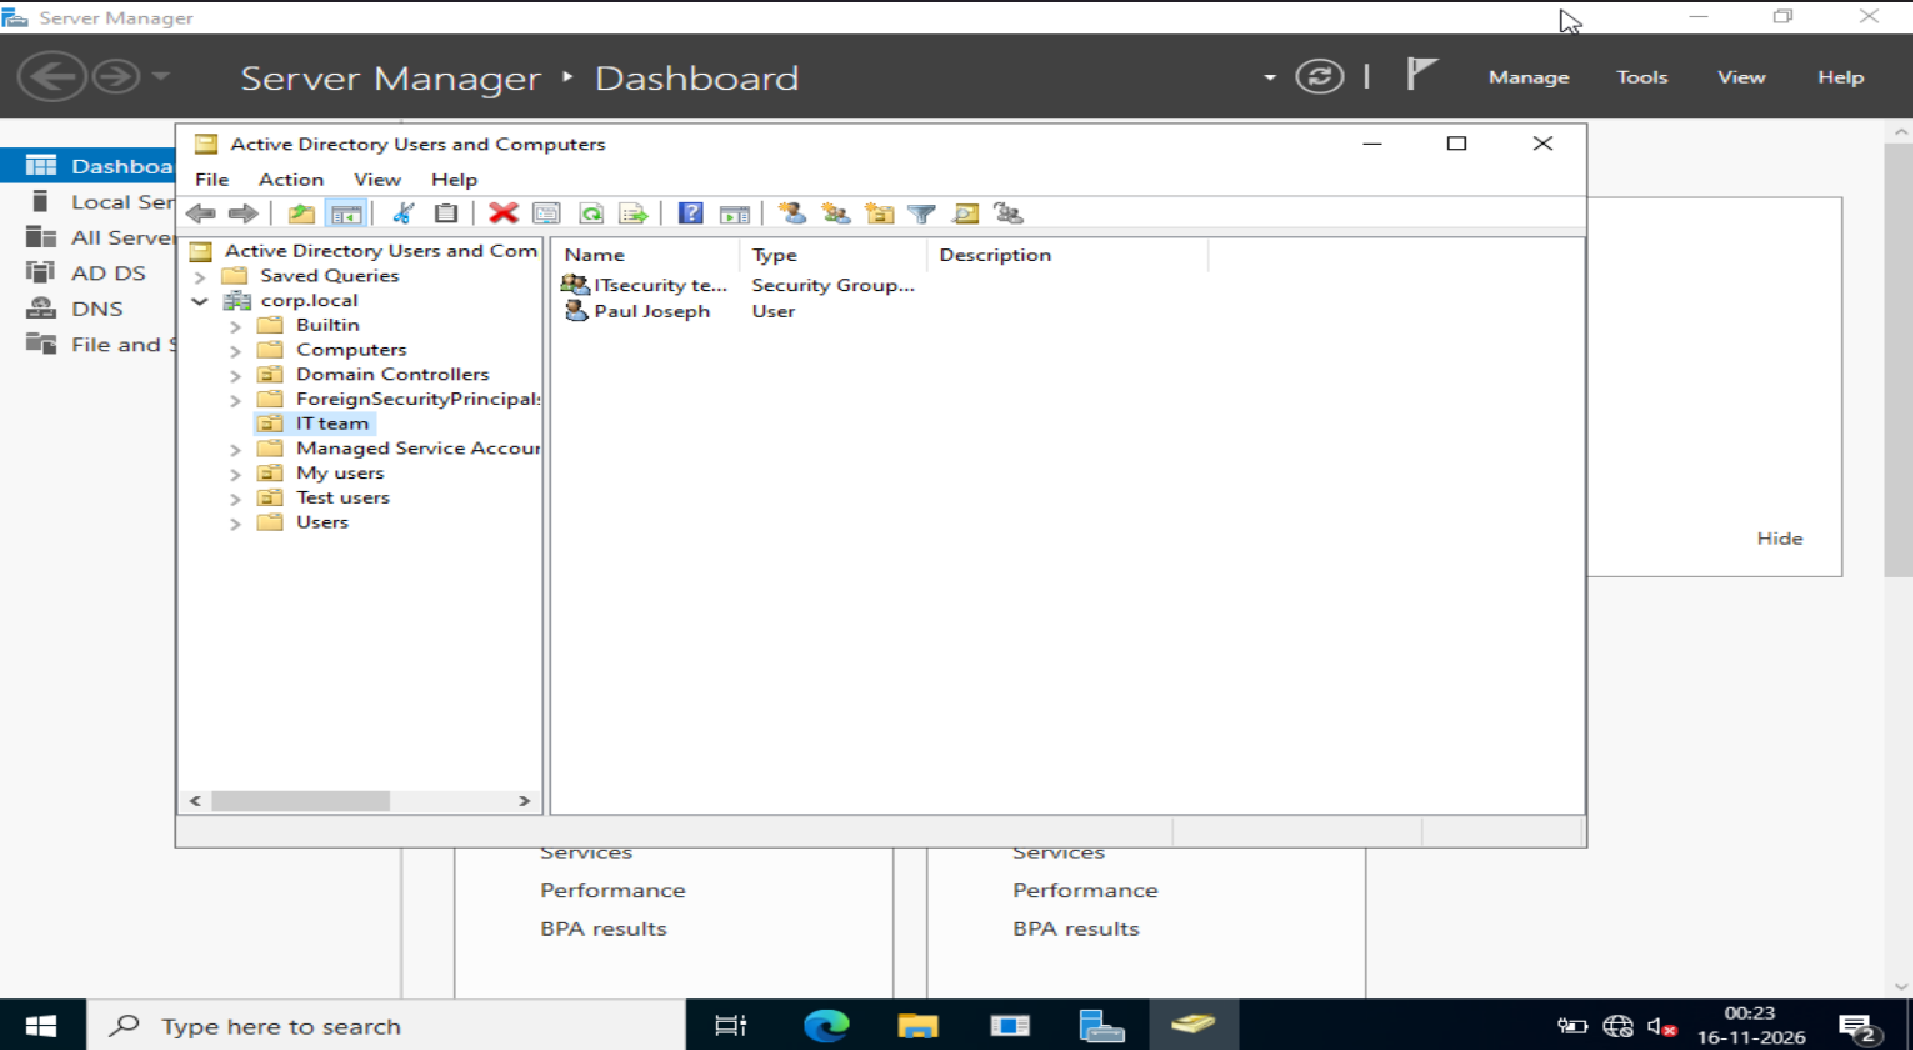 Server Manager
Server Manager ‣ Dashboard
Manage Tools View Help
Dashboa
Local Ser
All Server
AD DS
DNS
File and S
Active Directory Users and Computers
File Action View Help
Active Directory Users and Com
Saved Queries
corp.local
Builtin
Computers
Domain Controllers
ForeignSecurityPrincipals
IT team
Managed Service Accour
My users
Test users
Users
Name Type Description
ITsecurity te... Security Group...
Paul Joseph User
Hide
Services
Performance
BPA results
Services
Performance
BPA results
Type here to search
00:23
16-11-2026
2